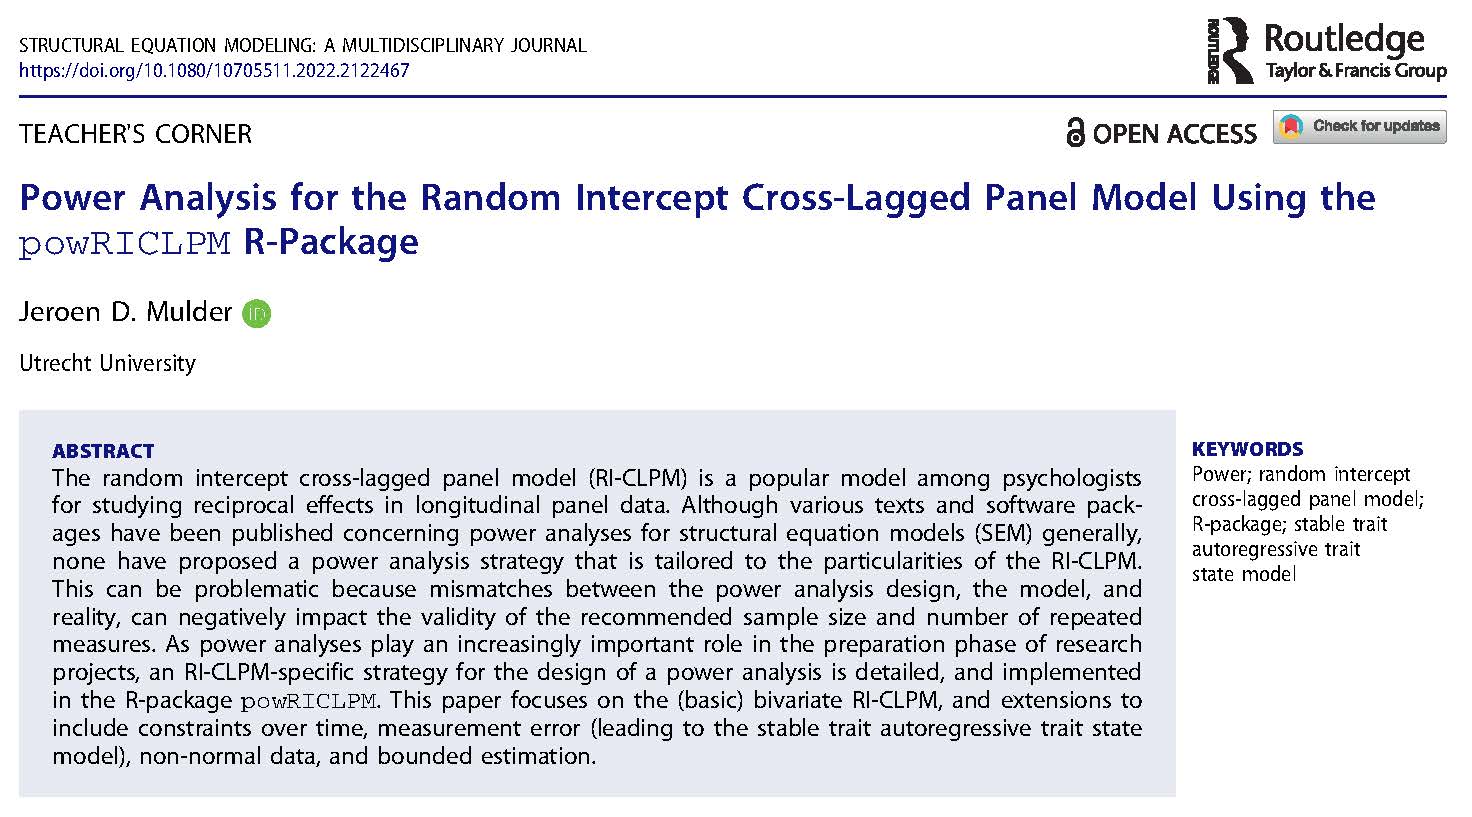 STRUCTURAL EQUATION MODELING: A MULTIDISCIPLINARY JOURNAL
https://doi.org/10.1080/10705511.2022.2122467
ROUTLEDGE
Routledge
Taylor & Francis Group
TEACHER'S CORNER
OPEN ACCESS
Check for updates
Power Analysis for the Random Intercept Cross-Lagged Panel Model Using the
powRICLPM R-Package
Jeroen D. Mulder iD
Utrecht University
ABSTRACT
The random intercept cross-lagged panel model (RI-CLPM) is a popular model among psychologists
for studying reciprocal effects in longitudinal panel data. Although various texts and software pack-
ages have been published concerning power analyses for structural equation models (SEM) generally,
none have proposed a power analysis strategy that is tailored to the particularities of the RI-CLPM.
This can be problematic because mismatches between the power analysis design, the model, and
reality, can negatively impact the validity of the recommended sample size and number of repeated
measures. As power analyses play an increasingly important role in the preparation phase of research
projects, an RI-CLPM-specific strategy for the design of a power analysis is detailed, and implemented
in the R-package powRICLPM. This paper focuses on the (basic) bivariate RI-CLPM, and extensions to
include constraints over time, measurement error (leading to the stable trait autoregressive trait state
model), non-normal data, and bounded estimation.
KEYWORDS
Power; random intercept
cross-lagged panel model;
R-package; stable trait
autoregressive trait
state model